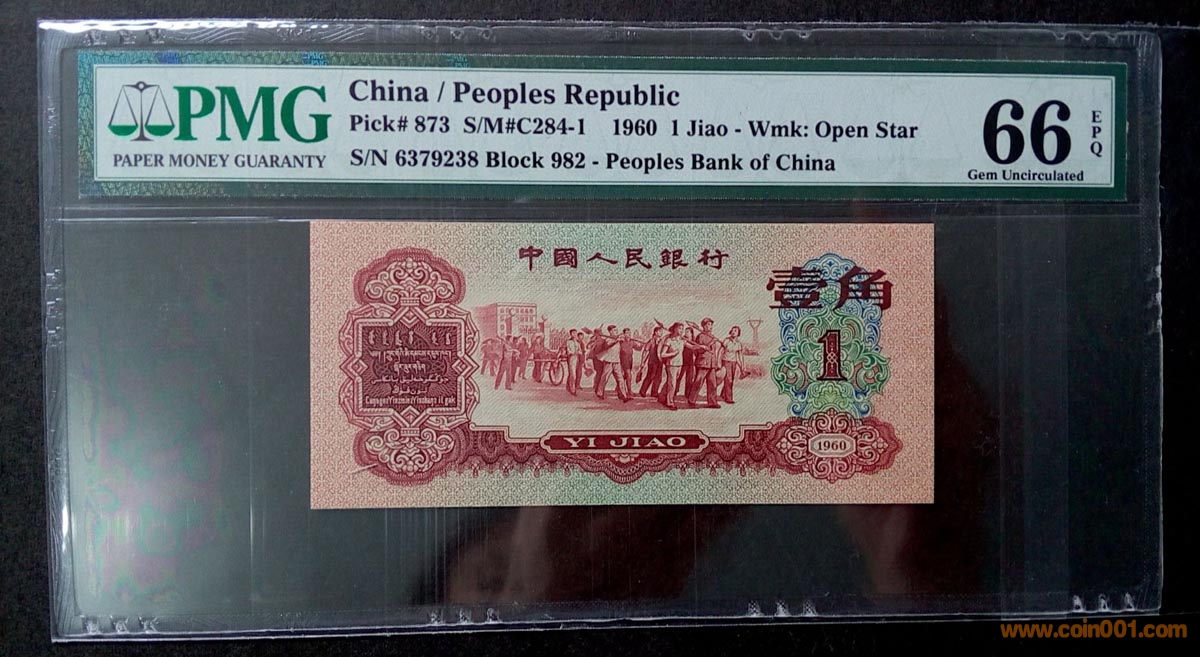 PMG
PAPER MONEY GUARANTY
China / Peoples Republic
Pick# 873 S/M#C284-1 1960 1 Jiao - Wmk: Open Star
S/N 6379238 Block 982 - Peoples Bank of China
66
EPQ
Gem Uncirculated
中國人民銀行
壹角
1
YI JIAO
1960
www.coin001.com